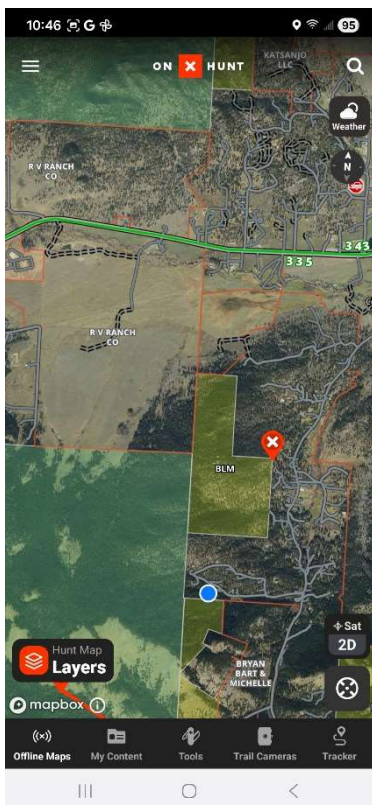 10:46 G 95
ON X HUNT
KATSANJO
LLC
Weather
N
R V RANCH
CO
343
335
R V RANCH
CO
BLM
Sat
2D
Hunt Map
Layers
BRYAN
BART &
MICHELLE
mapbox
Offline Maps My Content Tools Trail Cameras Tracker